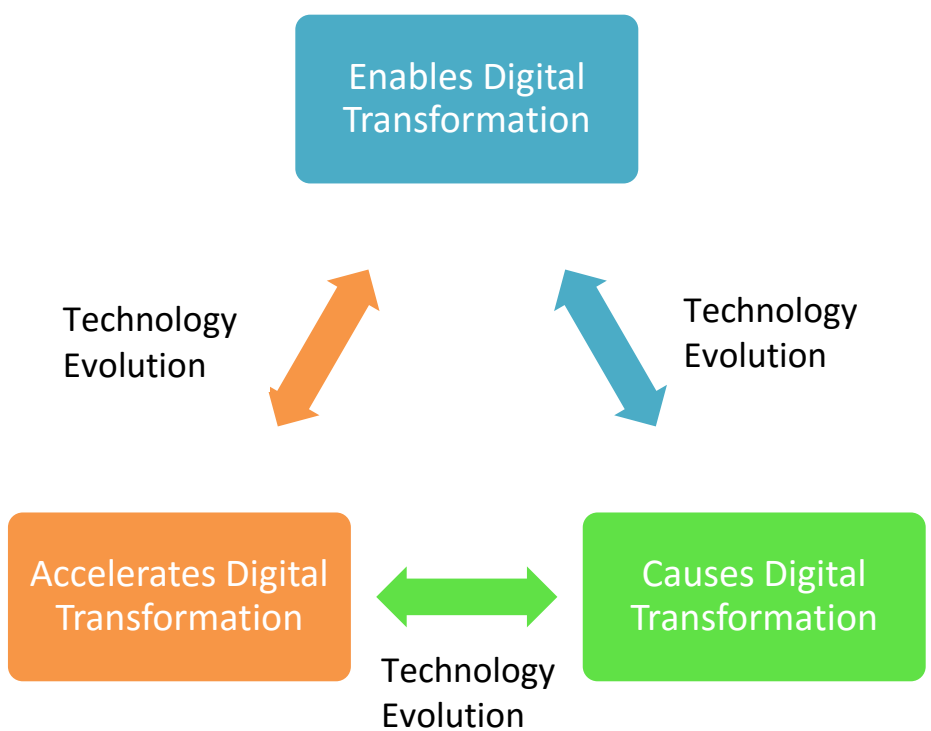 Enables Digital
Transformation
Technology
Evolution
Technology
Evolution
Accelerates Digital
Transformation
Causes Digital
Transformation
Technology
Evolution